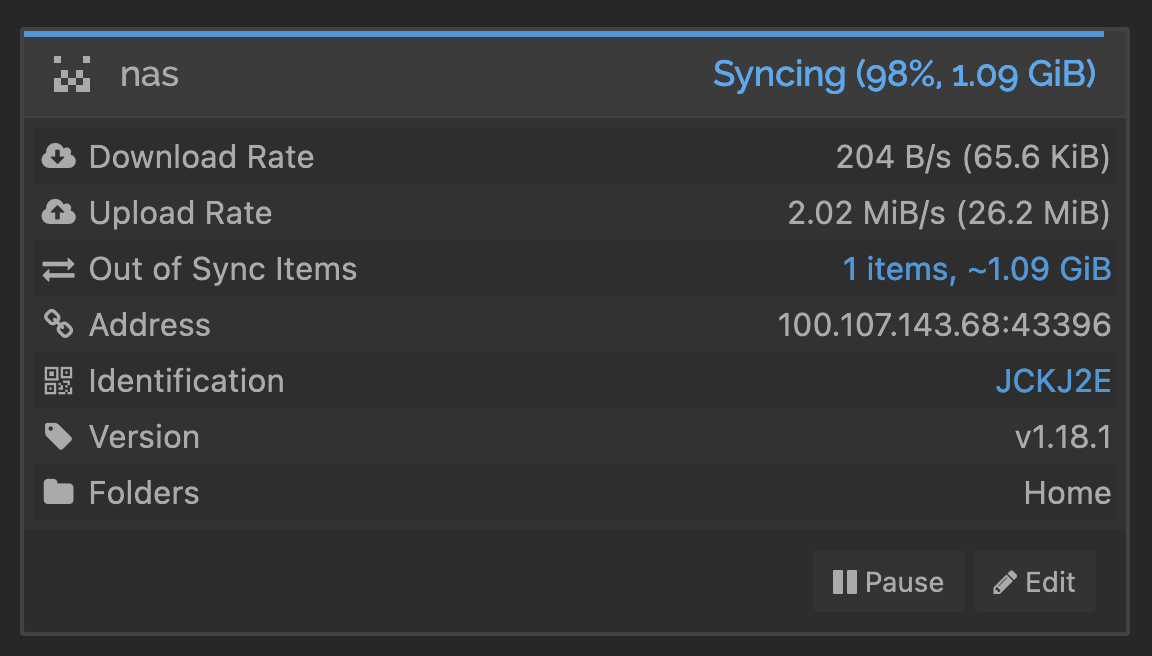 nas Syncing (98%, 1.09 GiB)
Download Rate 204 B/s (65.6 KiB)
Upload Rate 2.02 MiB/s (26.2 MiB)
Out of Sync Items 1 items, ~1.09 GiB
Address 100.107.143.68:43396
Identification JCKJ2E
Version v1.18.1
Folders Home
Pause Edit